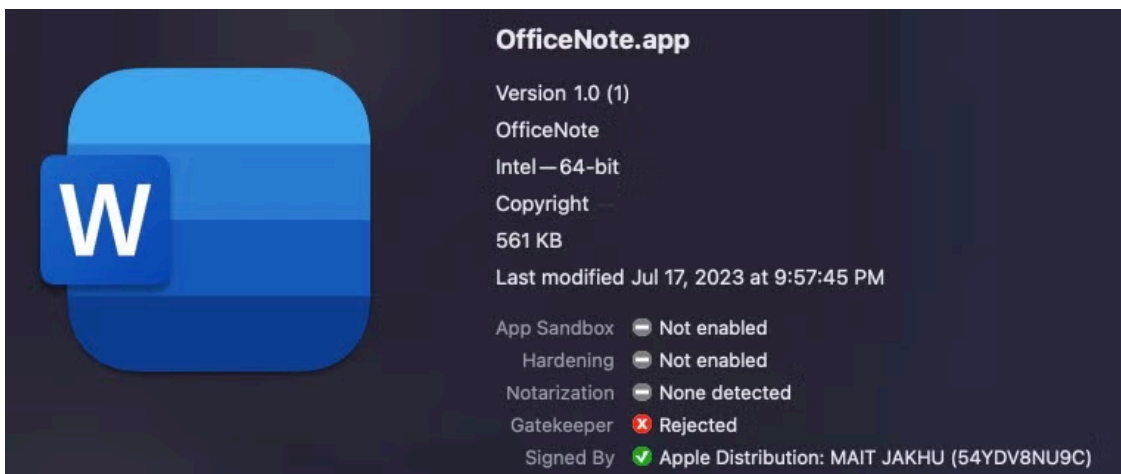 OfficeNote.app
Version 1.0 (1)
OfficeNote
Intel—64-bit
Copyright
561 KB
Last modified Jul 17, 2023 at 9:57:45 PM
W
App Sandbox Not enabled
Hardening Not enabled
Notarization None detected
Gatekeeper Rejected
Signed By Apple Distribution: MAIT JAKHU (54YDV8NU9C)